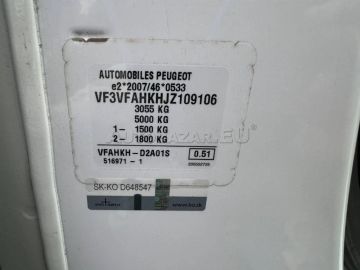 AUTOMOBILES PEUGEOT
e2*2007/46*0533
VF3VFAHKHJZ109106
3055 KG
5000 KG
1- 1500 KG
2- 1800 KG
VFAHKH-D2A01S 0.51
516971-1
SK-KO D648547